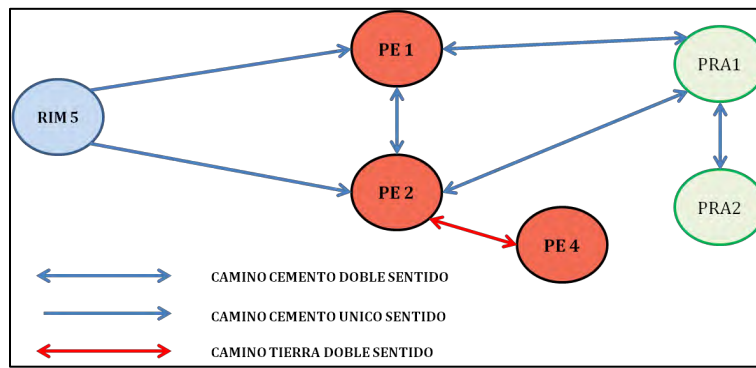 PE 1
PRA1
RIM 5
PE 2
PRA2
PE 4
CAMINO CEMENTO DOBLE SENTIDO
CAMINO CEMENTO UNICO SENTIDO
CAMINO TIERRA DOBLE SENTIDO